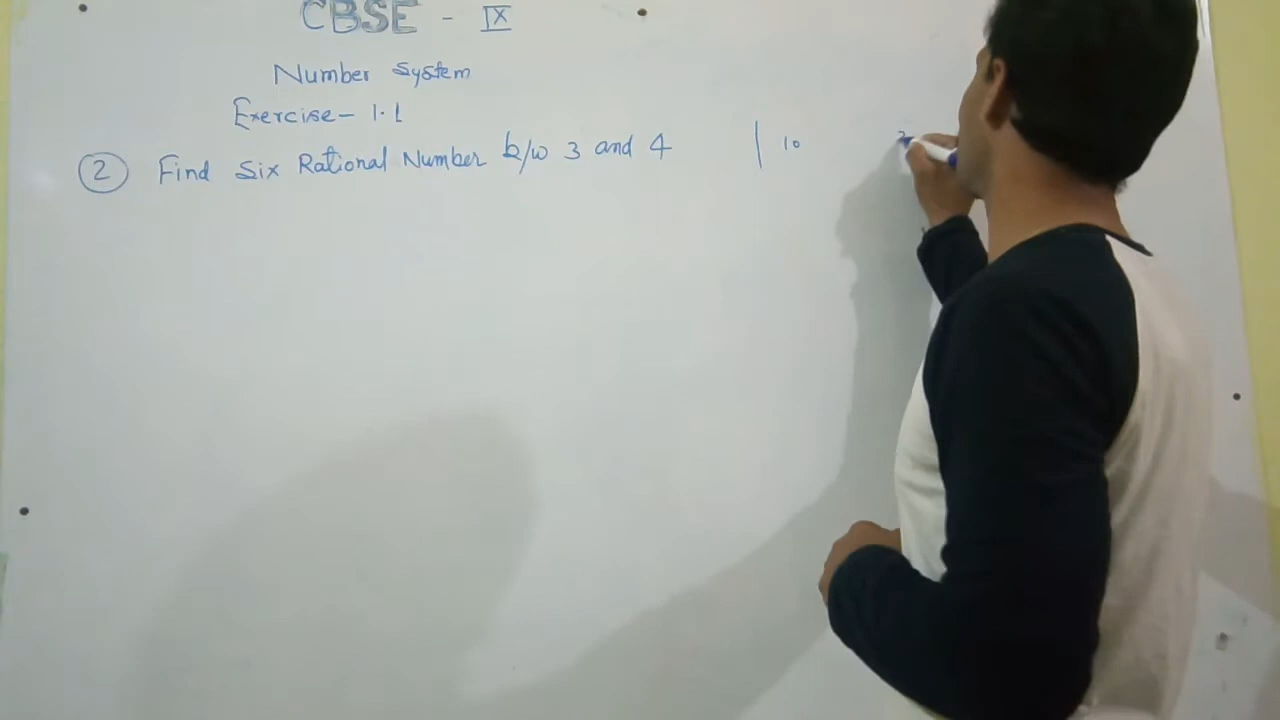 CBSE - IX
Number System
Exercise - 1.1
2 Find Six Rational Number b/w 3 and 4 | 10